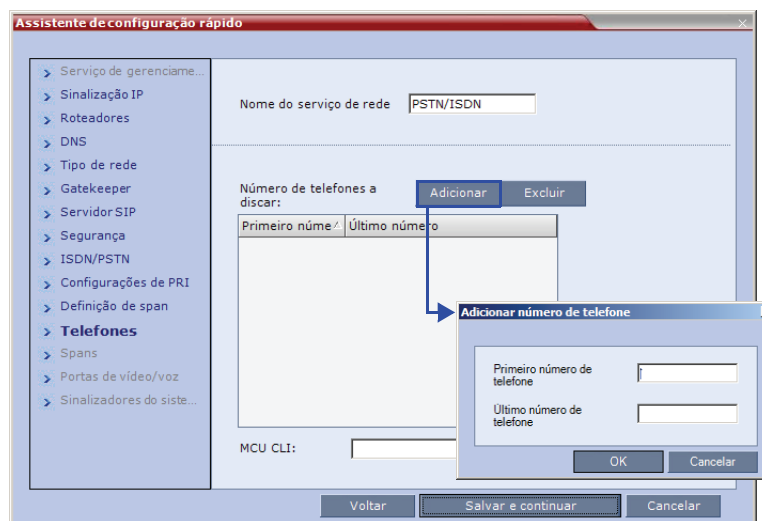 Assistente de configuração rápido
Serviço de gerenciame...
Sinalização IP
Roteadores
DNS
Tipo de rede
Gatekeeper
Servidor SIP
Segurança
ISDN/PSTN
Configurações de PRI
Definição de span
Telefones
Spans
Portas de vídeo/voz
Sinalizadores do siste...
Nome do serviço de rede PSTN/ISDN
Número de telefones a
discar:
Adicionar Excluir
Primeiro núme Último número
MCU CLI:
Adicionar número de telefone
Primeiro número de
telefone
Último número de
telefone
OK Cancelar
Voltar Salvar e continuar Cancelar